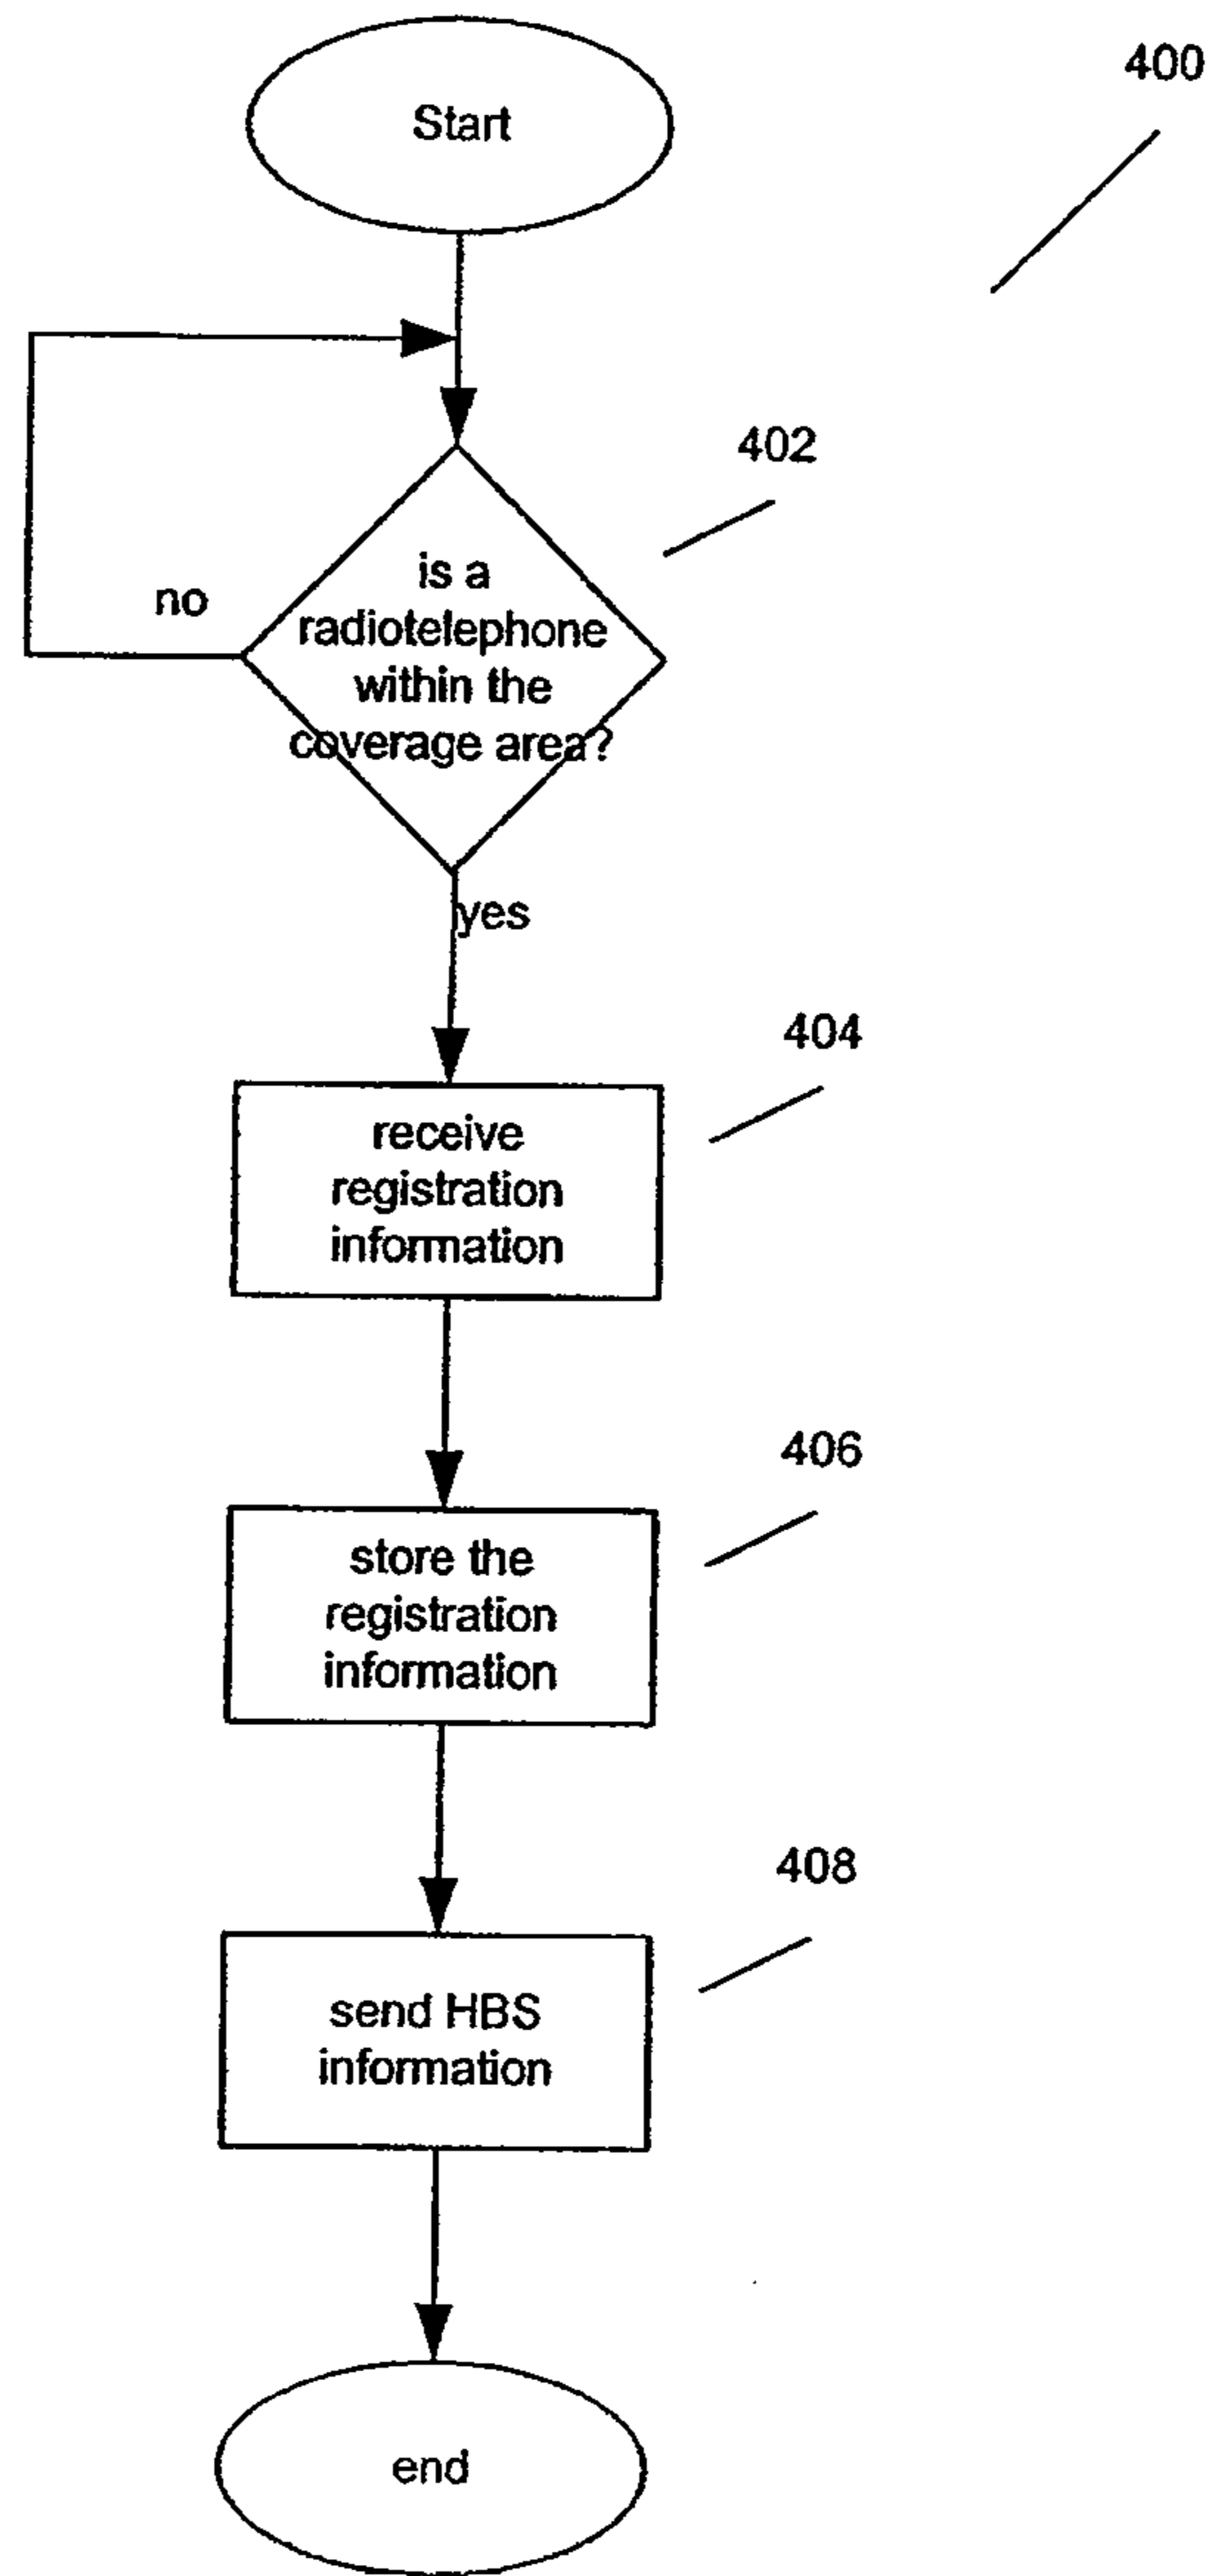 400
Start
402
is a
radiotelephone
within the
coverage area?
no
yes
404
receive
registration
information
406
store the
registration
information
408
send HBS
information
end